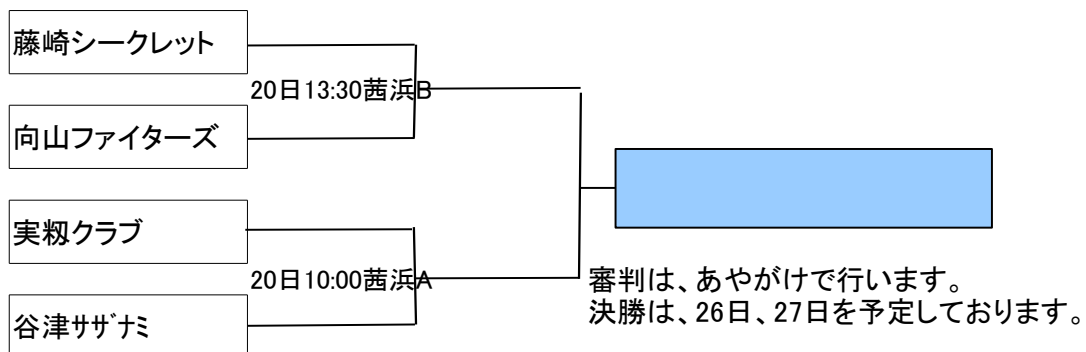 藤崎シークレット
20日13:30茜浜B
向山ファイターズ
実籾クラブ
20日10:00茜浜A
谷津ｻｻﾞﾅﾐ
審判は、あやがけで行います。
決勝は、26日、27日を予定しております。